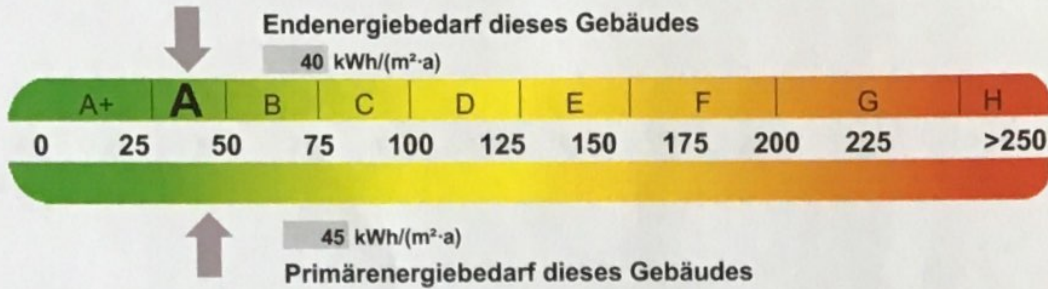 Endenergiebedarf dieses Gebäudes
40 kWh/(m²·a)
A+ A B C D E F G H
0 25 50 75 100 125 150 175 200 225 >250
45 kWh/(m²·a)
Primärenergiebedarf dieses Gebäudes